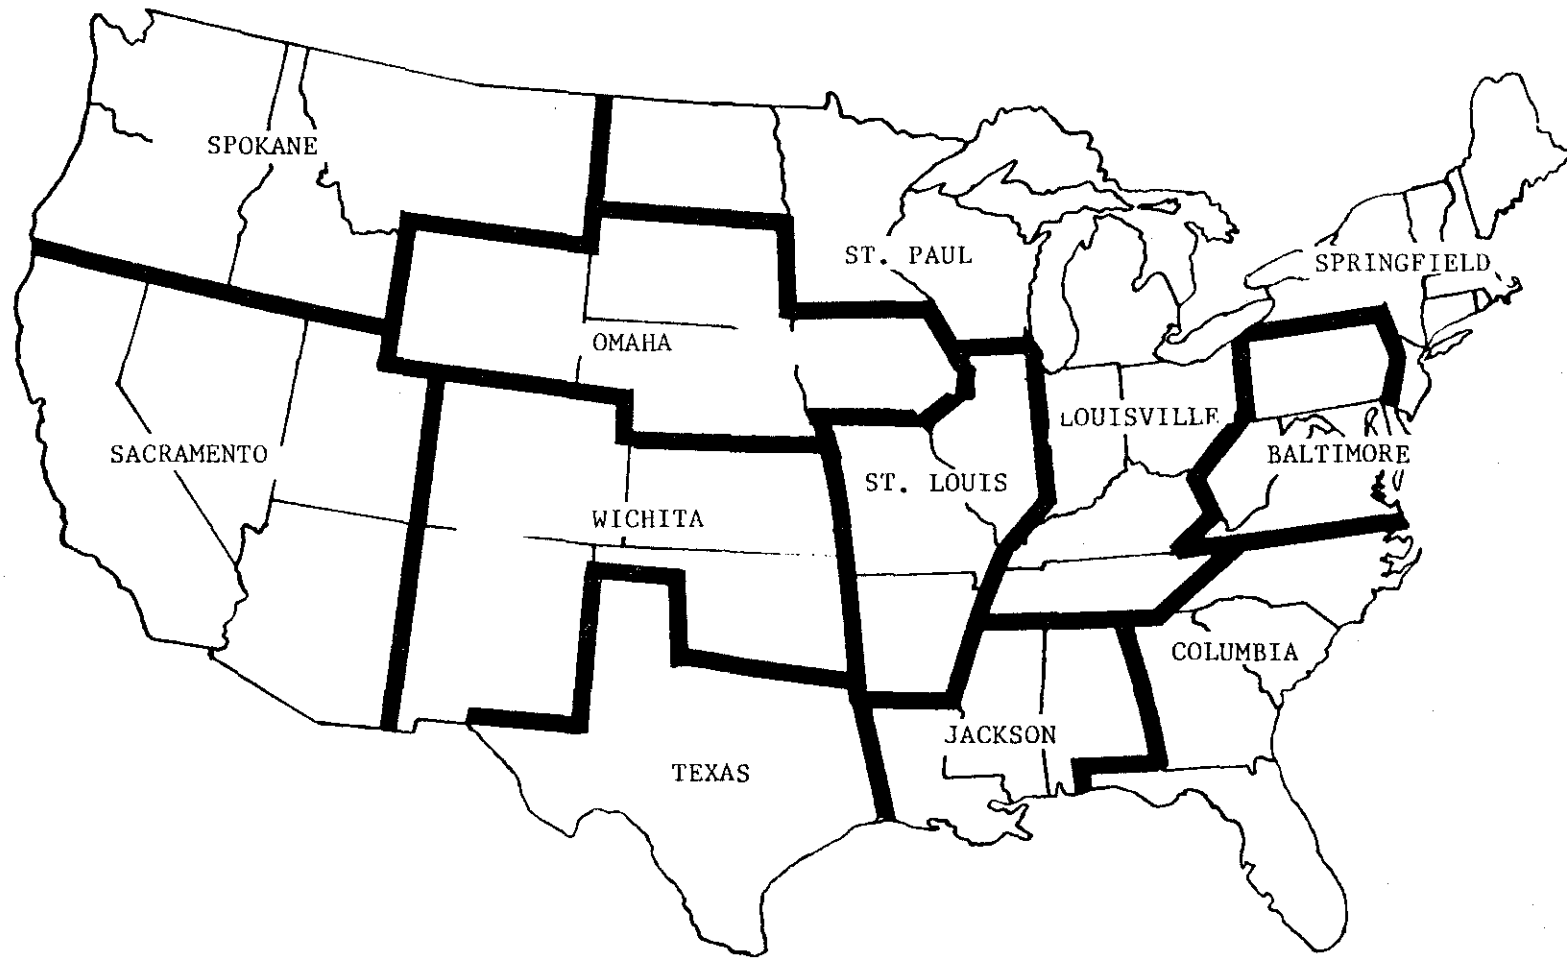 SPOKANE
ST. PAUL
SPRINGFIELD
OMAHA
LOUISVILLE
SACRAMENTO
BALTIMORE
ST. LOUIS
WICHITA
COLUMBIA
JACKSON
TEXAS